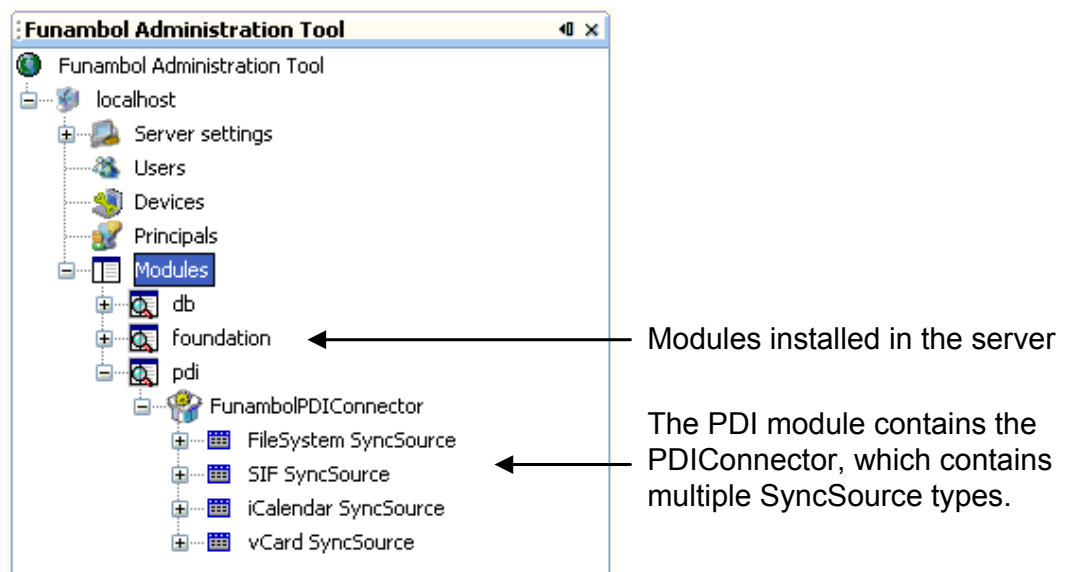 Funambol Administration Tool
Funambol Administration Tool
localhost
Server settings
Users
Devices
Principals
Modules
db
foundation
pdi
FunambolPDIConnector
FileSystem SyncSource
SIF SyncSource
iCalendar SyncSource
vCard SyncSource
Modules installed in the server
The PDI module contains the
PDIConnector, which contains
multiple SyncSource types.